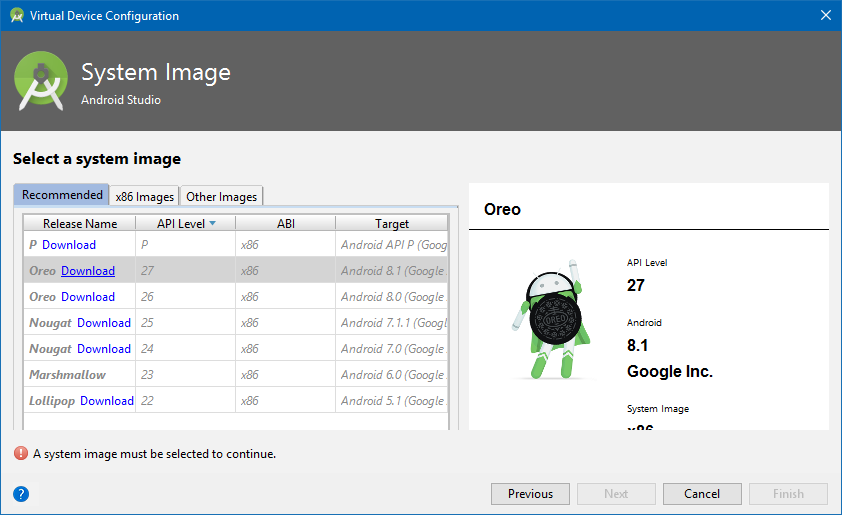 Virtual Device Configuration
System Image
Android Studio
Select a system image
Recommended x86 Images Other Images
Release Name API Level ABI Target
P Download P x86 Android API P (Goog
Oreo Download 27 x86 Android 8.1 (Google
Oreo Download 26 x86 Android 8.0 (Google
Nougat Download 25 x86 Android 7.1.1 (Googl
Nougat Download 24 x86 Android 7.0 (Google
Marshmallow 23 x86 Android 6.0 (Google
Lollipop Download 22 x86 Android 5.1 (Google
Oreo
OREO
API Level
27
Android
8.1
Google Inc.
System Image
x86
A system image must be selected to continue.
? Previous Next Cancel Finish